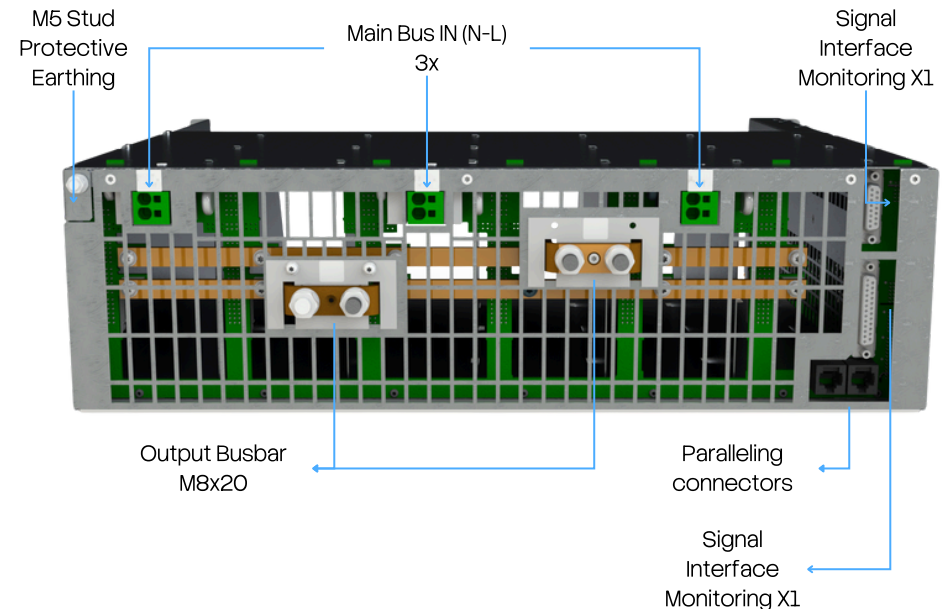 M5 Stud
Protective
Earthing
Main Bus IN (N-L)
3x
Signal
Interface
Monitoring X1
Output Busbar
M8x20
Paralleling
connectors
Signal
Interface
Monitoring X1